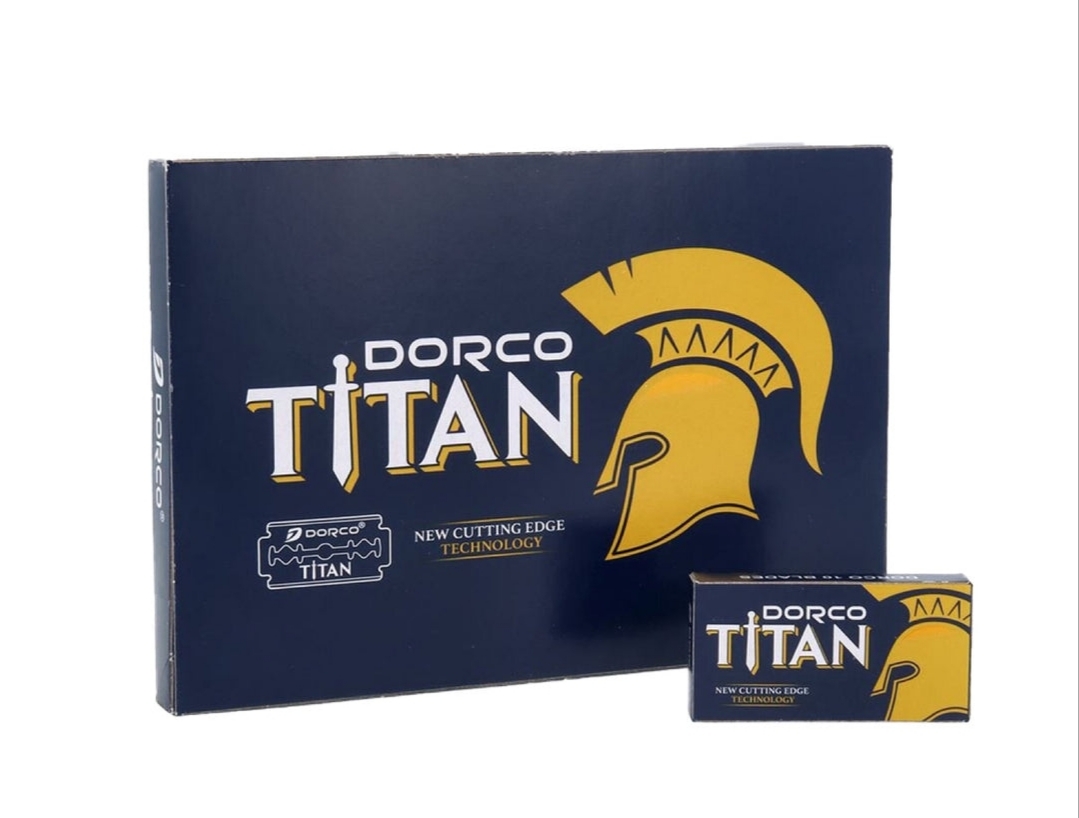 DORCO
TiTAN
DORCO®
TiTAN
NEW CUTTING EDGE
TECHNOLOGY
DORCO®
DORCO 10 BLADES
DORCO
TiTAN
NEW CUTTING EDGE
TECHNOLOGY